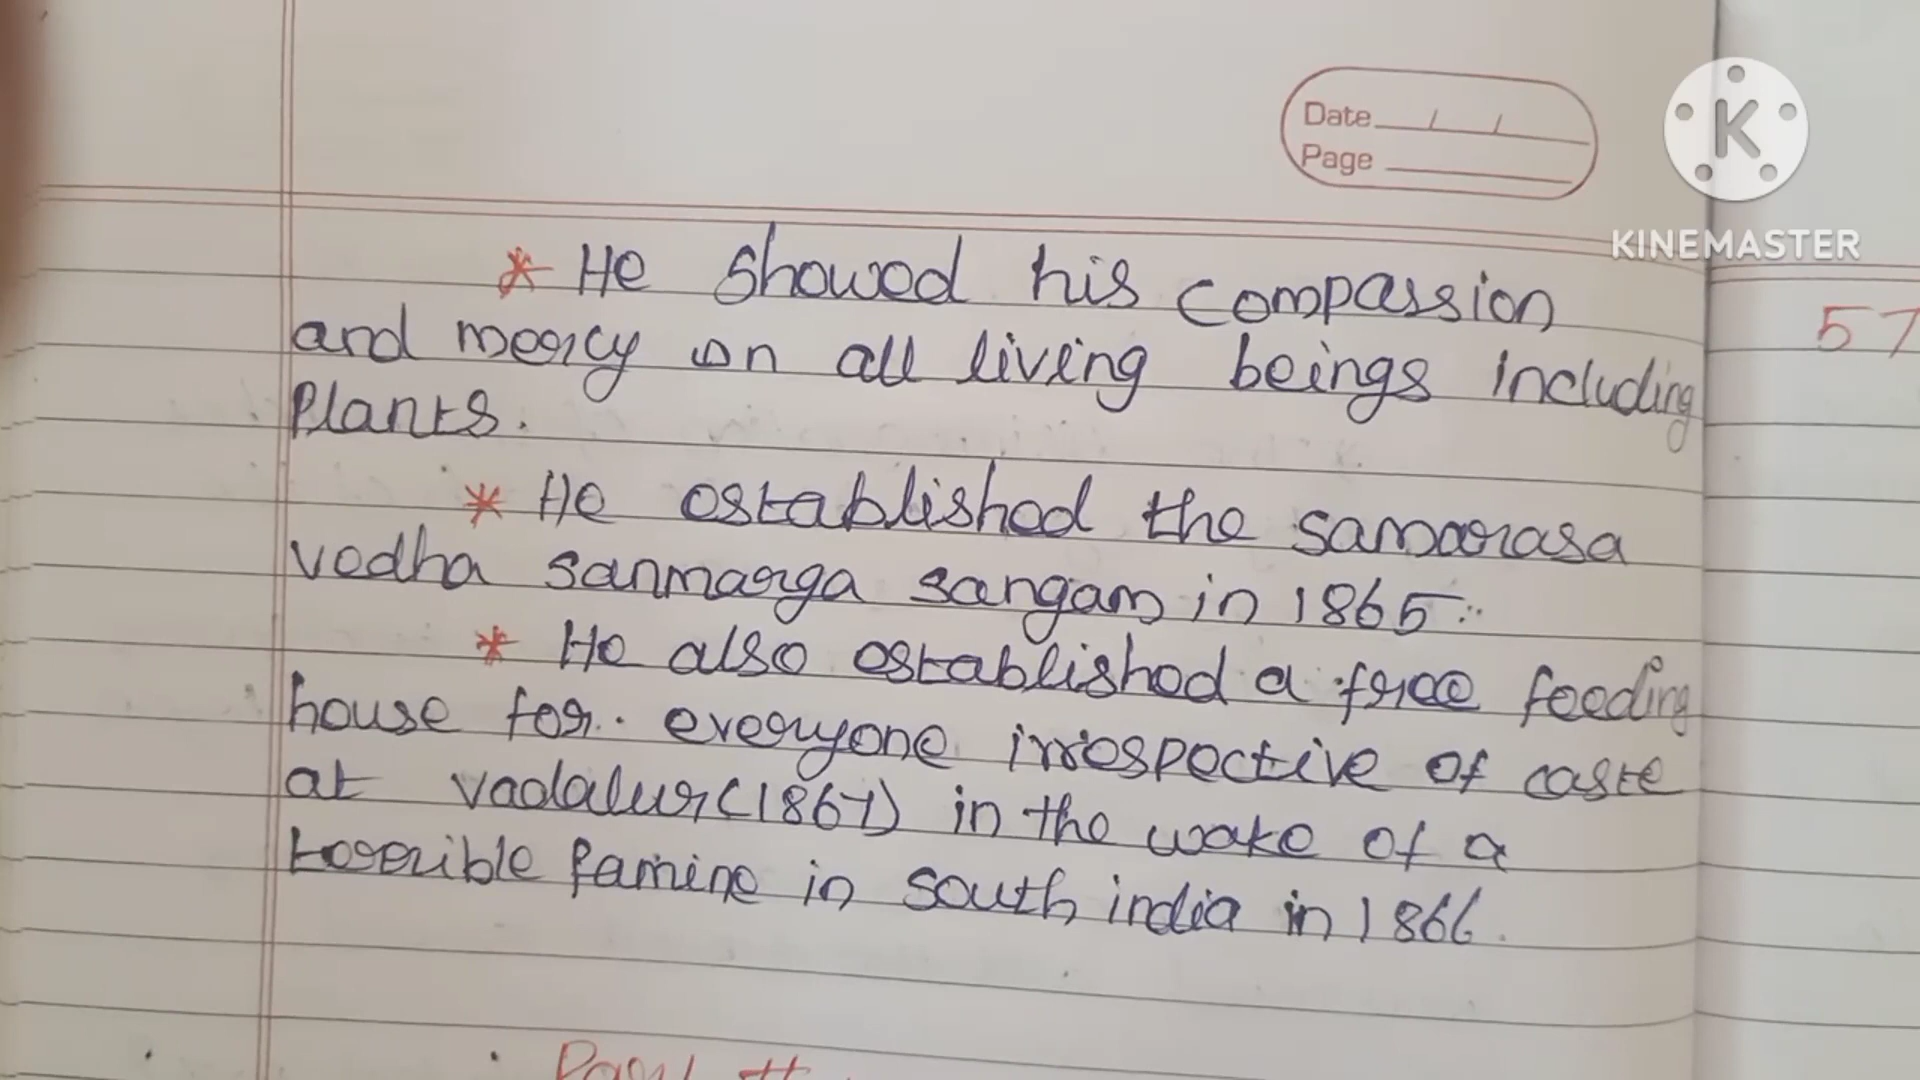 Date / /
Page
K
KINEMASTER
57
* He showed his compassion
and mercy on all living beings including
plants.
* He established the samarasa
vedha sanmarga sangam in 1865.
* He also established a free feeding
house for everyone irrespective of caste
at vadalur (1867) in the wake of a
terrible famine in south india in 1866.